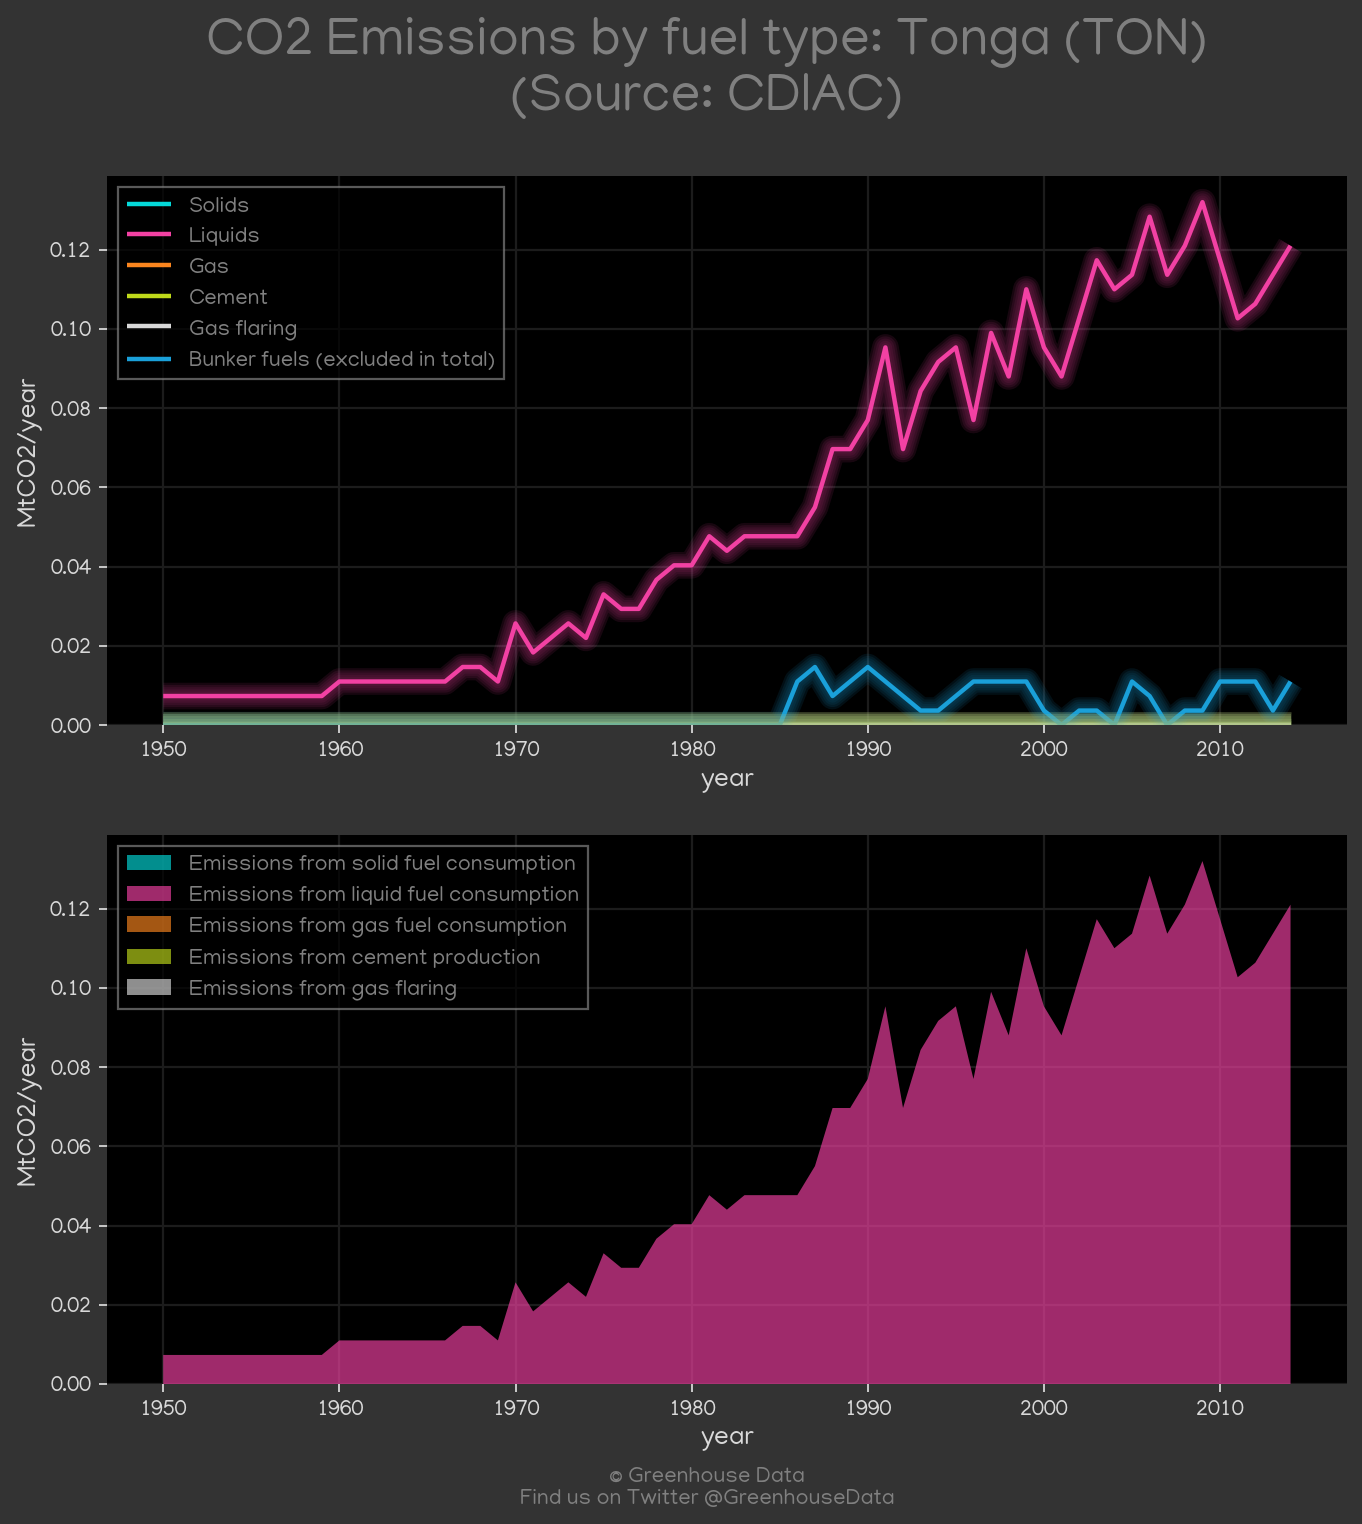 CO2 Emissions by fuel type: Tonga (TON)
(Source: CDIAC)
Solids
Liquids
Gas
Cement
Gas flaring
Bunker fuels (excluded in total)
MtCO2/year
0.12
0.10
0.08
0.06
0.04
0.02
0.00
1950 1960 1970 1980 1990 2000 2010
year
Emissions from solid fuel consumption
Emissions from liquid fuel consumption
Emissions from gas fuel consumption
Emissions from cement production
Emissions from gas flaring
MtCO2/year
0.12
0.10
0.08
0.06
0.04
0.02
0.00
1950 1960 1970 1980 1990 2000 2010
year
© Greenhouse Data
Find us on Twitter @GreenhouseData